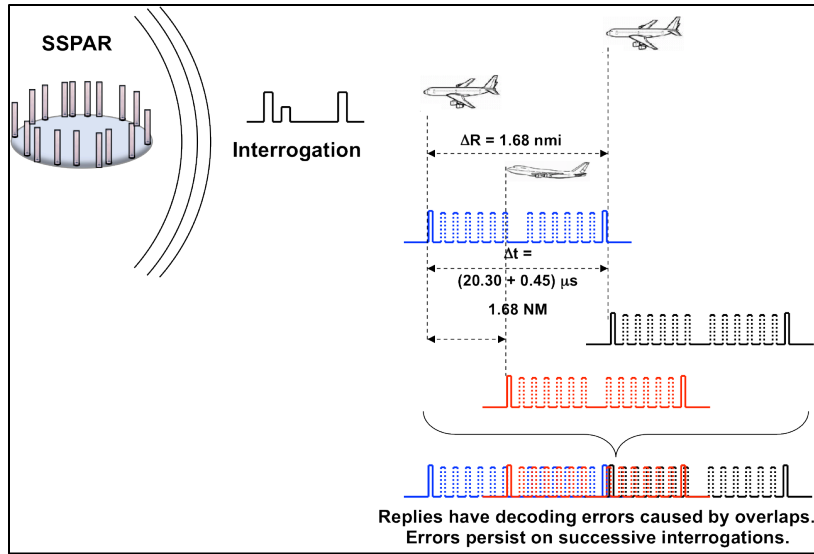 SSPAR
Interrogation
ΔR = 1.68 nmi
Δt =
(20.30 + 0.45) μs
1.68 NM
Replies have decoding errors caused by overlaps.
Errors persist on successive interrogations.